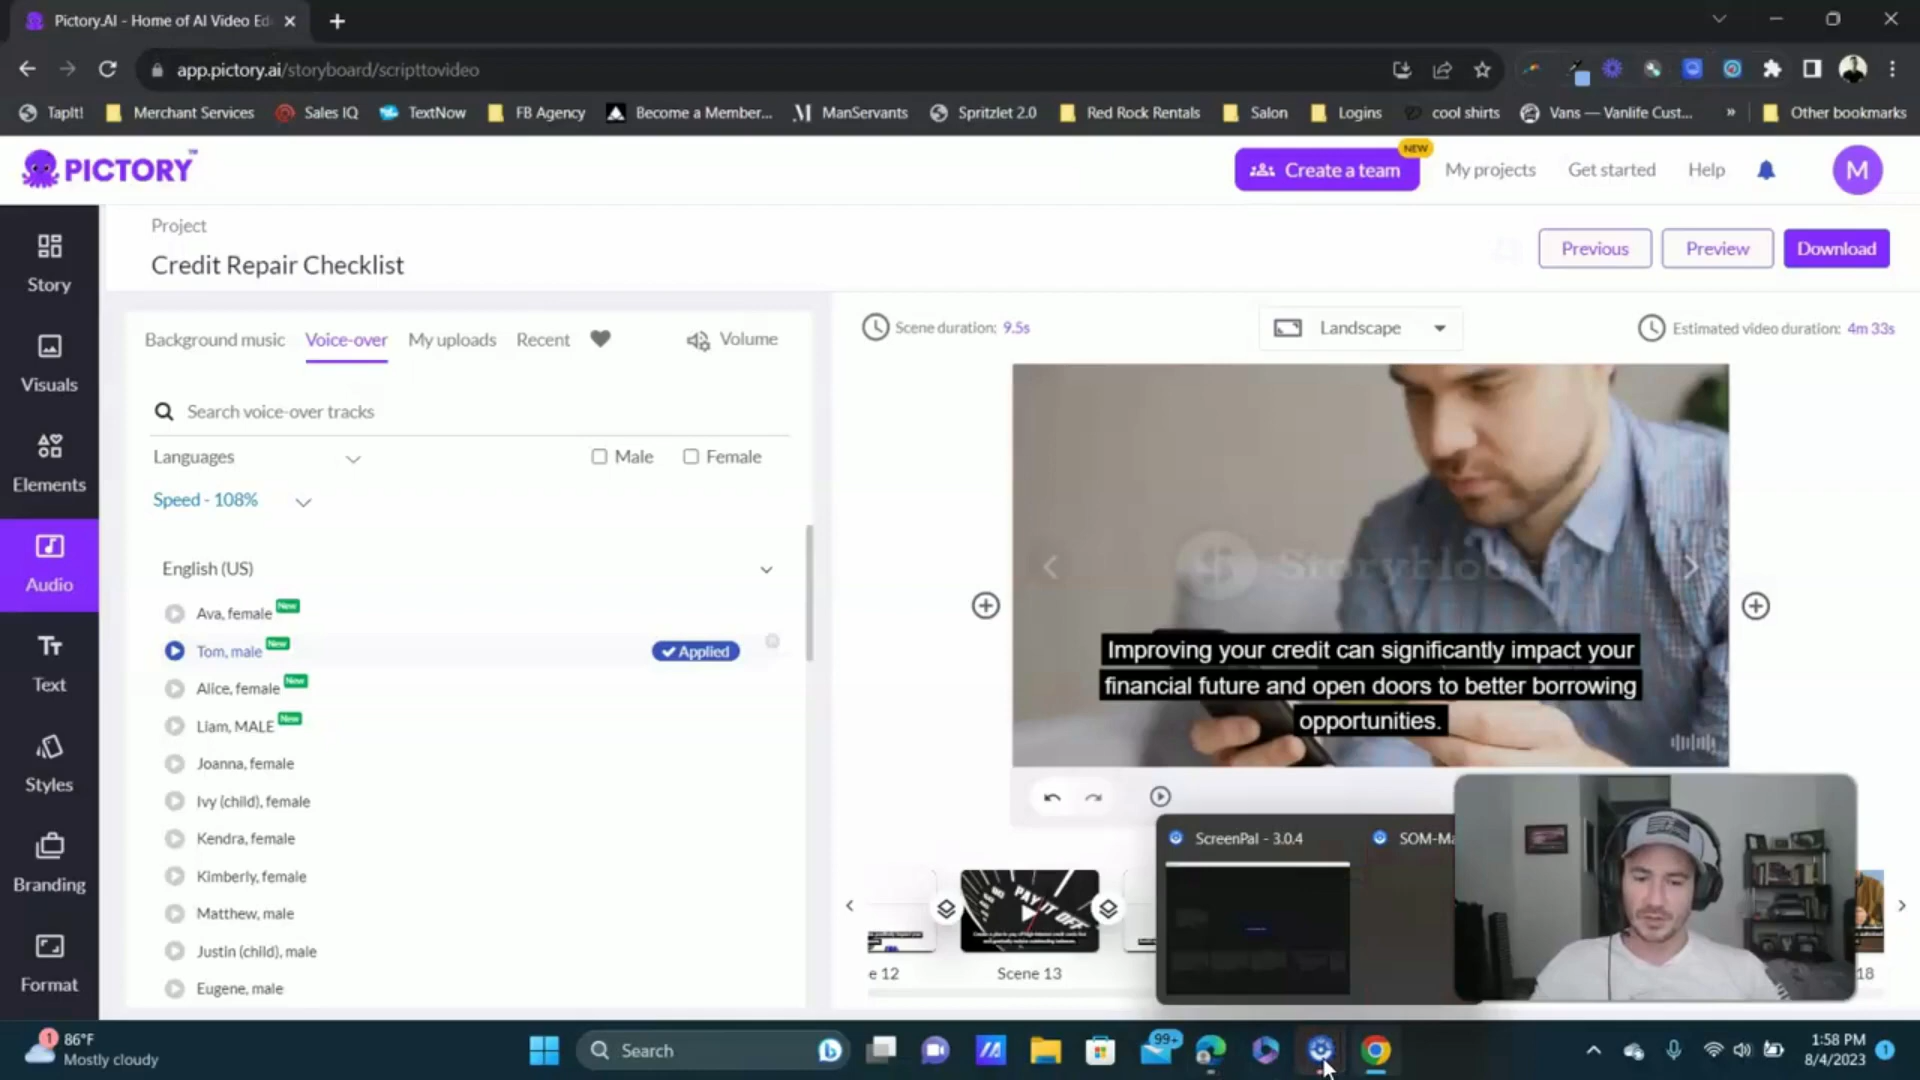 Pictory.AI - Home of AI Video Ed
app.pictory.ai/storyboard/scripttovideo
TapIt!
Merchant Services
Sales IQ
TextNow
FB Agency
Become a Member...
ManServants
Spritzlet 2.0
Red Rock Rentals
Salon
Logins
cool shirts
Vans — Vanlife Cust...
»
Other bookmarks
PICTORY
Create a team
NEW
My projects
Get started
Help
M
Story
Visuals
Elements
Audio
Text
Styles
Branding
Format
Project
Credit Repair Checklist
Previous
Preview
Download
Background music
Voice-over
My uploads
Recent
Volume
Search voice-over tracks
Languages
Male
Female
Speed - 108%
English (US)
Ava, female New
Tom, male New
Applied
Alice, female New
Liam, MALE New
Joanna, female
Ivy (child), female
Kendra, female
Kimberly, female
Matthew, male
Justin (child), male
Eugene, male
Scene duration: 9.5s
Landscape
Estimated video duration: 4m 33s
Improving your credit can significantly impact your
financial future and open doors to better borrowing
opportunities.
PAY IT OFF
e 12
Scene 13
18
ScreenPal - 3.0.4
SOM-Ma
1
86°F
Mostly cloudy
Search
99+
1:58 PM
8/4/2023
1